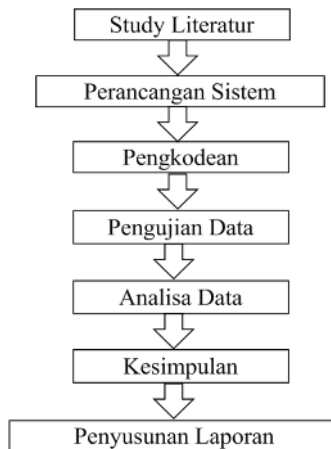 Study Literatur
Perancangan Sistem
Pengkodean
Pengujian Data
Analisa Data
Kesimpulan
Penyusunan Laporan